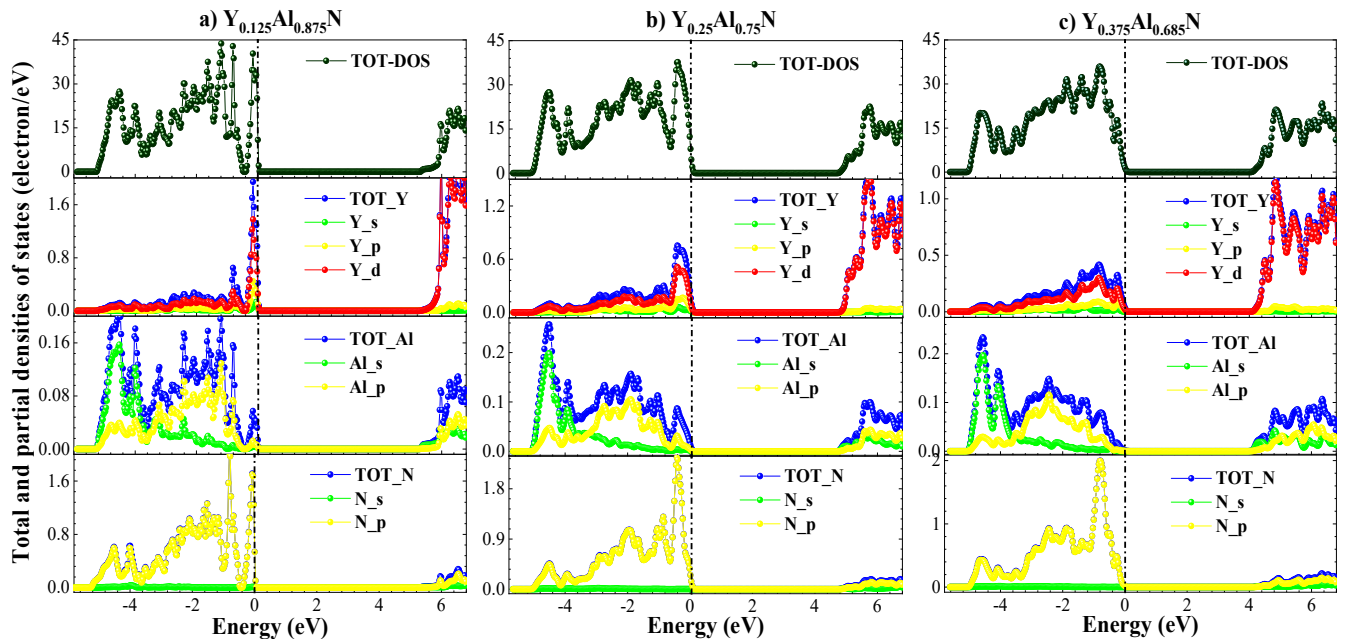 a) Y0.125Al0.875N
b) Y0.25Al0.75N
c) Y0.375Al0.685N
Total and partial densities of states (electron/eV)
45
30
15
0
TOT-DOS
1.6
0.8
0.0
TOT_Y
Y_s
Y_p
Y_d
0.16
0.08
0.00
TOT_Al
Al_s
Al_p
1.6
0.8
0.0
TOT_N
N_s
N_p
-4
-2
0
2
4
6
Energy (eV)
45
30
15
0
TOT-DOS
1.2
0.6
0.0
TOT_Y
Y_s
Y_p
Y_d
0.2
0.1
0.0
TOT_Al
Al_s
Al_p
1.8
0.9
0.0
TOT_N
N_s
N_p
-4
-2
0
2
4
6
Energy (eV)
45
30
15
0
TOT-DOS
1.0
0.5
0.0
TOT_Y
Y_s
Y_p
Y_d
0.2
0.1
0.0
TOT_Al
Al_s
Al_p
2
1
0
TOT_N
N_s
N_p
-4
-2
0
2
4
6
Energy (eV)